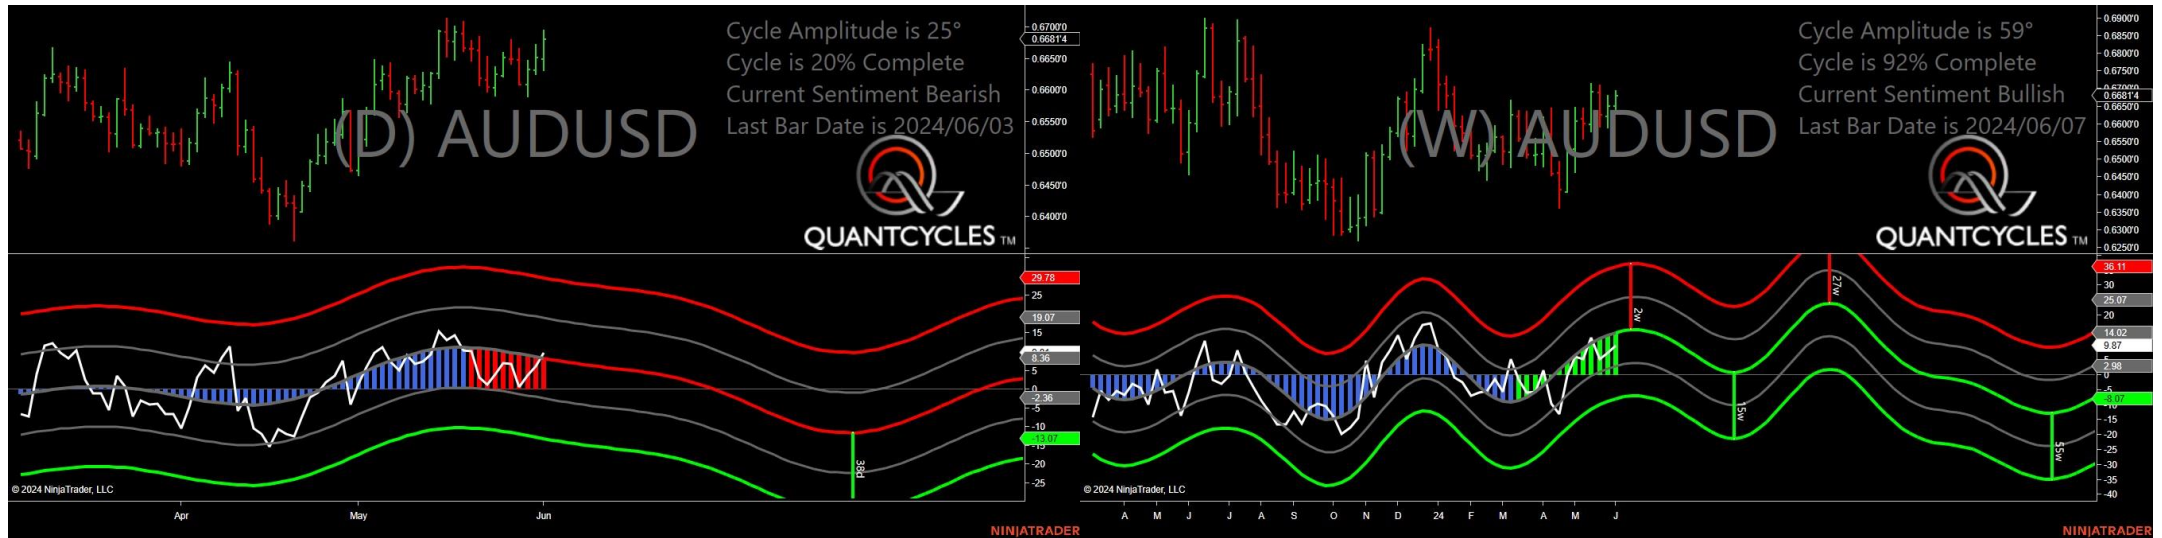 Cycle Amplitude is 25°
Cycle is 20% Complete
Current Sentiment Bearish
Last Bar Date is 2024/06/03
(D) AUDUSD
QUANTCYCLES TM
0.6700'0
0.6681'4
0.6650'0
0.6600'0
0.6550'0
0.6500'0
0.6450'0
0.6400'0
29.78
25
19.07
15
8.36
5
0
-2.36
-5
-10
-13.07
-20
-25
38d
© 2024 NinjaTrader, LLC
Apr
May
Jun
NINJATRADER
Cycle Amplitude is 59°
Cycle is 92% Complete
Current Sentiment Bullish
Last Bar Date is 2024/06/07
(W) AUDUSD
QUANTCYCLES TM
0.6900'0
0.6850'0
0.6800'0
0.6750'0
0.6681'4
0.6650'0
0.6600'0
0.6550'0
0.6500'0
0.6450'0
0.6400'0
0.6350'0
0.6300'0
0.6250'0
36.11
30
25.07
20
14.02
9.87
2.98
-5
-8.07
-15
-20
-25
-30
-35
-40
2w
15w
27w
55w
© 2024 NinjaTrader, LLC
A
M
J
J
A
S
O
N
D
24
F
M
A
M
J
NINJATRADER